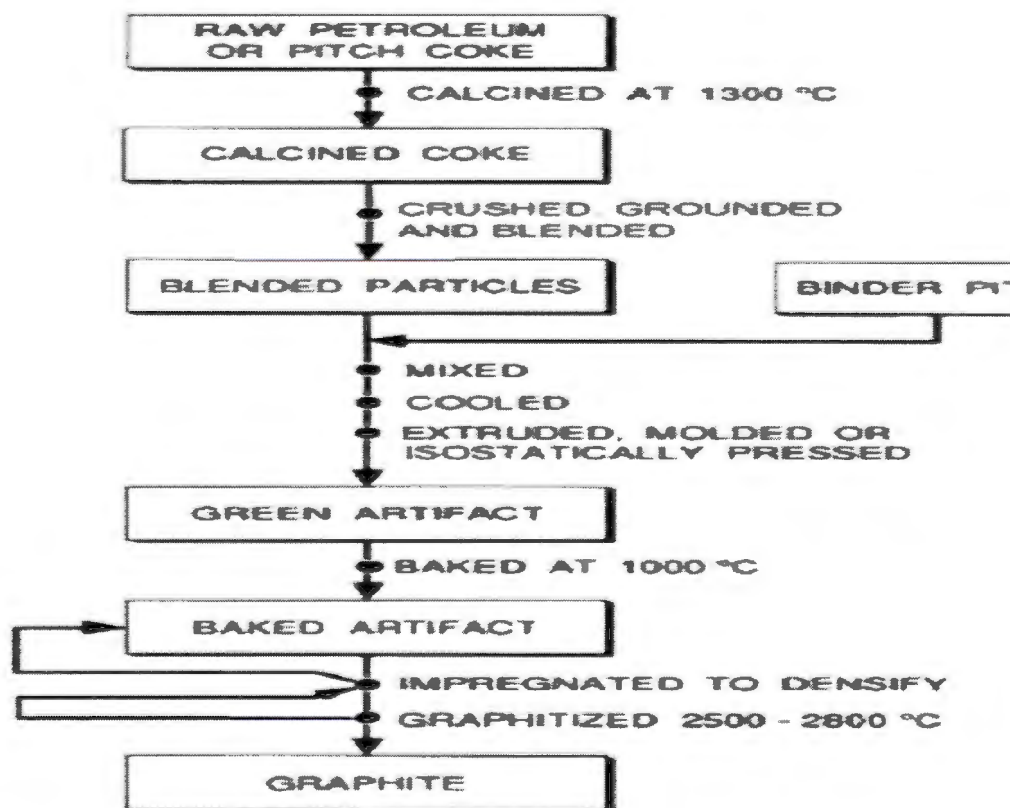 RAW PETROLEUM
OR PITCH COKE
CALCINED AT 1300 °C
CALCINED COKE
CRUSHED, GROUNDED
AND BLENDED
BLENDED PARTICLES
BINDER PIT
MIXED
COOLED
EXTRUDED, MOLDED OR
ISOSTATICALLY PRESSED
GREEN ARTIFACT
BAKED AT 1000 °C
BAKED ARTIFACT
IMPREGNATED TO DENSIFY
GRAPHITIZED 2500 - 2800 °C
GRAPHITE